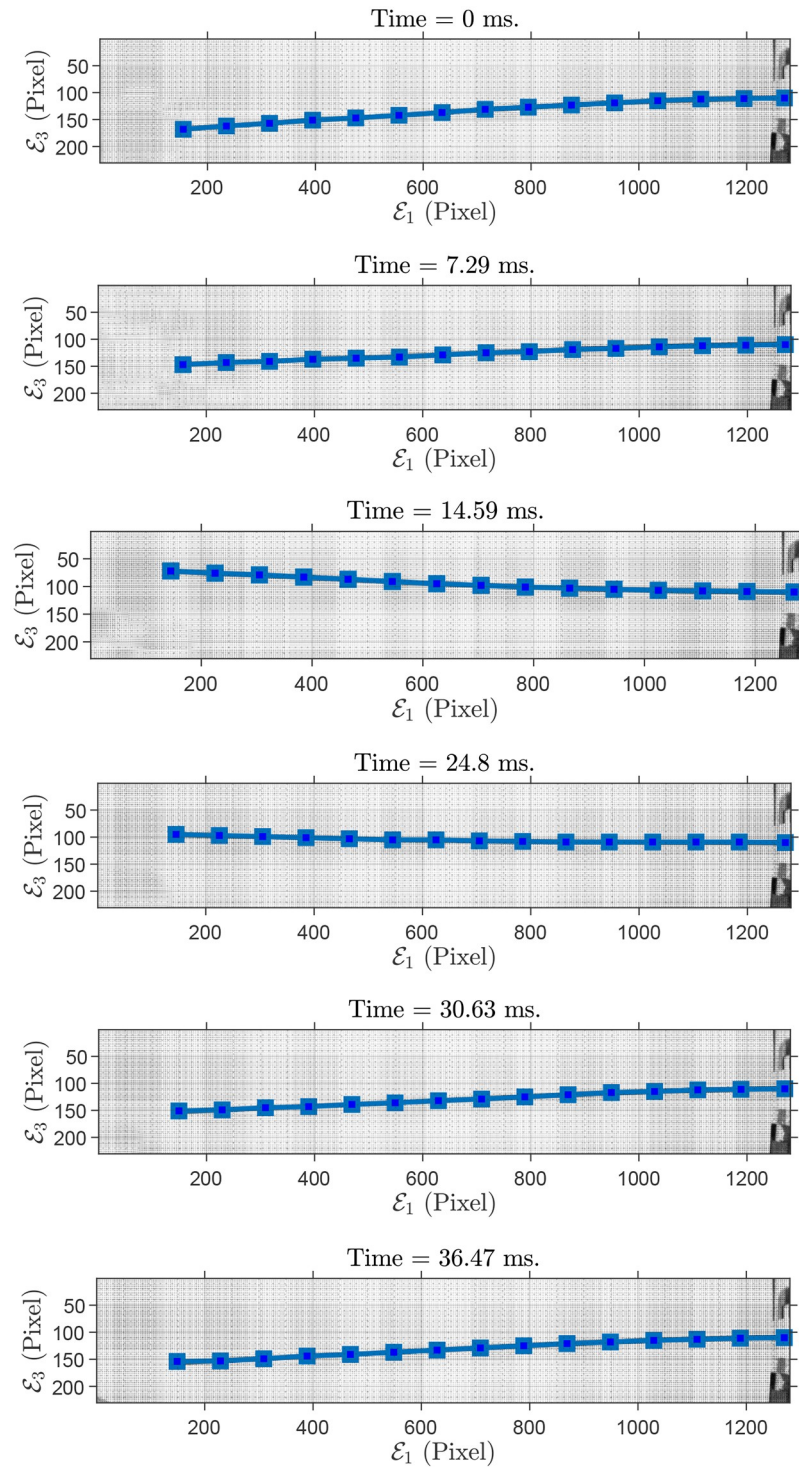 Time = 0 ms.
50
100
150
200
ℰ3 (Pixel)
200 400 600 800 1000 1200
ℰ1 (Pixel)
Time = 7.29 ms.
50
100
150
200
ℰ3 (Pixel)
200 400 600 800 1000 1200
ℰ1 (Pixel)
Time = 14.59 ms.
50
100
150
200
ℰ3 (Pixel)
200 400 600 800 1000 1200
ℰ1 (Pixel)
Time = 24.8 ms.
50
100
150
200
ℰ3 (Pixel)
200 400 600 800 1000 1200
ℰ1 (Pixel)
Time = 30.63 ms.
50
100
150
200
ℰ3 (Pixel)
200 400 600 800 1000 1200
ℰ1 (Pixel)
Time = 36.47 ms.
50
100
150
200
ℰ3 (Pixel)
200 400 600 800 1000 1200
ℰ1 (Pixel)